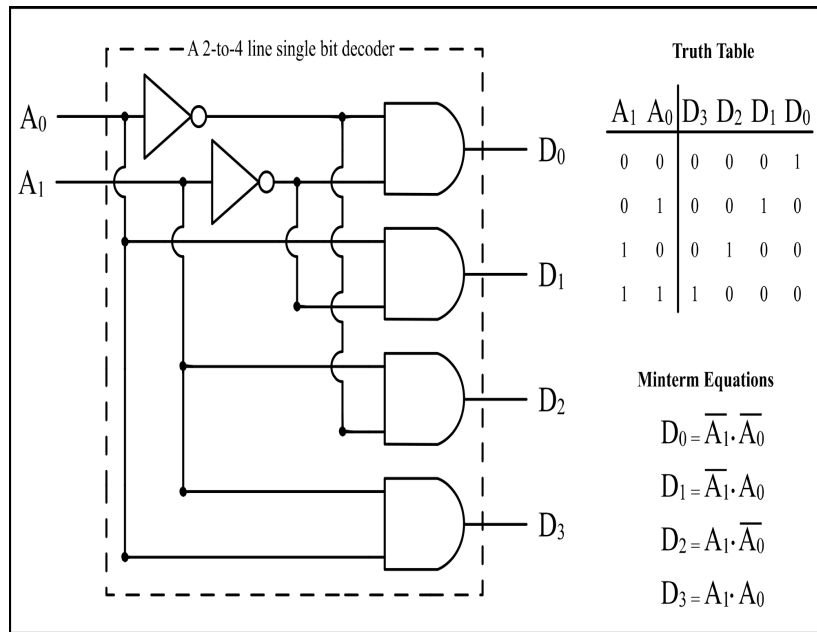 A 2-to-4 line single bit decoder
A₀
A₁
D₀
D₁
D₂
D₃
Truth Table
A₁ A₀ D₃ D₂ D₁ D₀
0 0 0 0 0 1
0 1 0 0 1 0
1 0 0 1 0 0
1 1 1 0 0 0
Minterm Equations
D₀ = A̅₁ · A̅₀
D₁ = A̅₁ · A₀
D₂ = A₁ · A̅₀
D₃ = A₁ · A₀